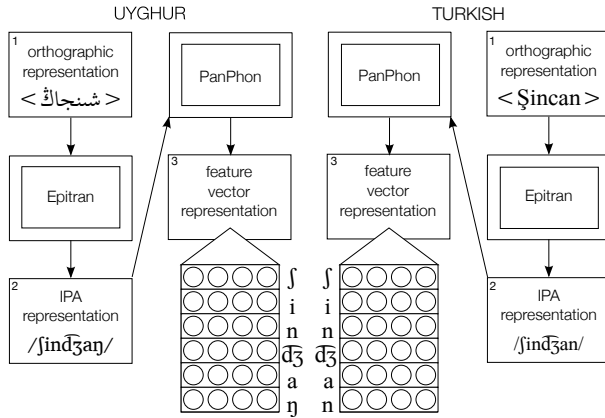 UYGHUR
1
orthographic
representation
< شىنجاڭ >
Epitran
2
IPA
representation
/ʃind͡ʒaŋ/
PanPhon
3
feature
vector
representation
ʃ
i
n
d͡ʒ
a
ŋ
TURKISH
1
orthographic
representation
< Şincan >
Epitran
2
IPA
representation
/ʃind͡ʒan/
PanPhon
3
feature
vector
representation
ʃ
i
n
d͡ʒ
a
n